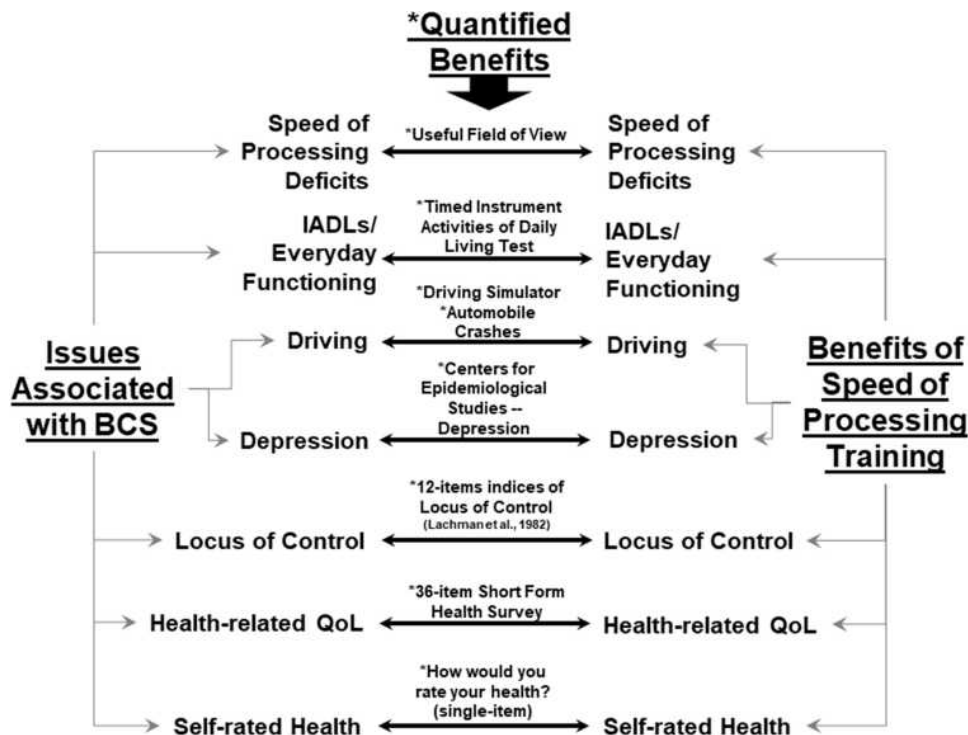 *Quantified
Benefits
Speed of
Processing
Deficits
*Useful Field of View
Speed of
Processing
Deficits
IADLs/
Everyday
Functioning
*Timed Instrument
Activities of Daily
Living Test
IADLs/
Everyday
Functioning
Driving
*Driving Simulator
*Automobile
Crashes
Driving
Issues
Associated
with BCS
Benefits of
Speed of
Processing
Training
Depression
*Centers for
Epidemiological
Studies --
Depression
Depression
Locus of Control
*12-items indices of
Locus of Control
(Lachman et al., 1982)
Locus of Control
Health-related QoL
*36-item Short Form
Health Survey
Health-related QoL
Self-rated Health
*How would you
rate your health?
(single-item)
Self-rated Health